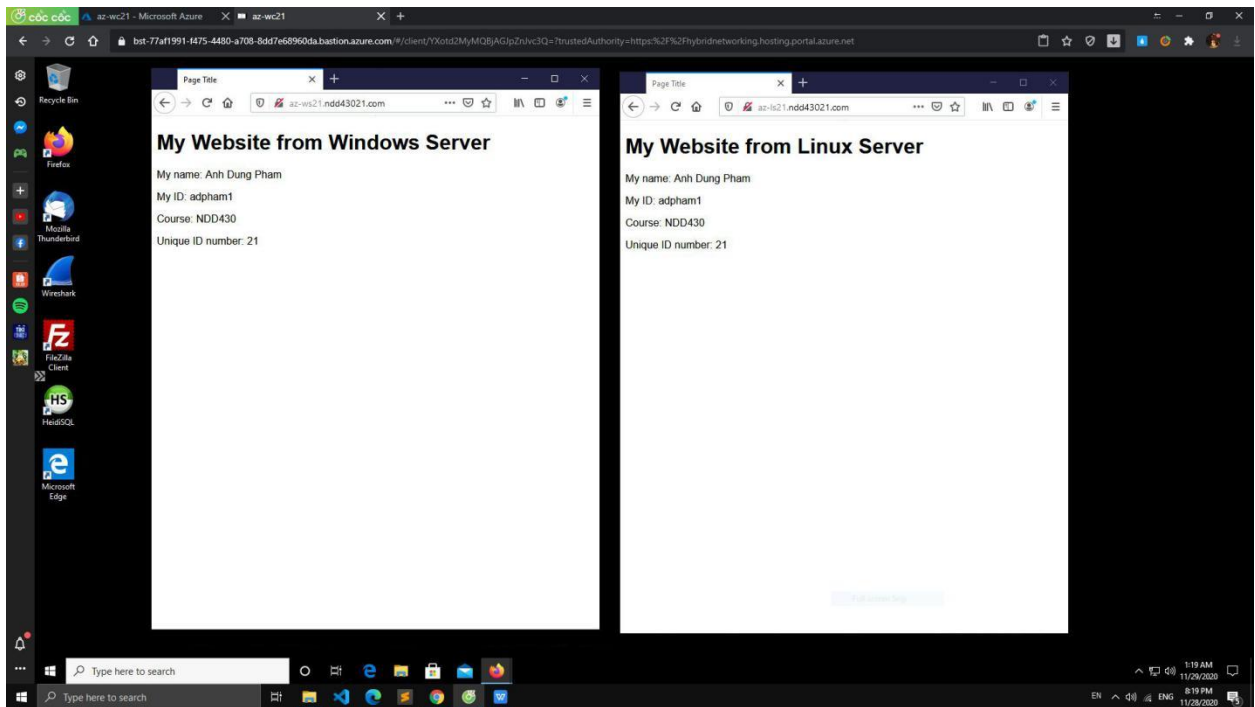 cốc cốc
az-wc21 - Microsoft Azure
az-wc21
bst-77af1991-f475-4480-a708-8dd7e68960da.bastion.azure.com/#/client/YXotd2MyMQBjAGJpZnJvc3Q=?trustedAuthority=https:%2F%2Fhybridnetworking.hosting.portal.azure.net
Recycle Bin
Firefox
Mozilla
Thunderbird
Wireshark
FileZilla
Client
HS
HeidiSQL
Microsoft
Edge
Page Title
az-ws21.ndd43021.com
My Website from Windows Server
My name: Anh Dung Pham
My ID: adpham1
Course: NDD430
Unique ID number: 21
Page Title
az-ls21.ndd43021.com
My Website from Linux Server
My name: Anh Dung Pham
My ID: adpham1
Course: NDD430
Unique ID number: 21
Type here to search
1:19 AM
11/29/2020
Type here to search
EN
ENG
8:19 PM
11/28/2020